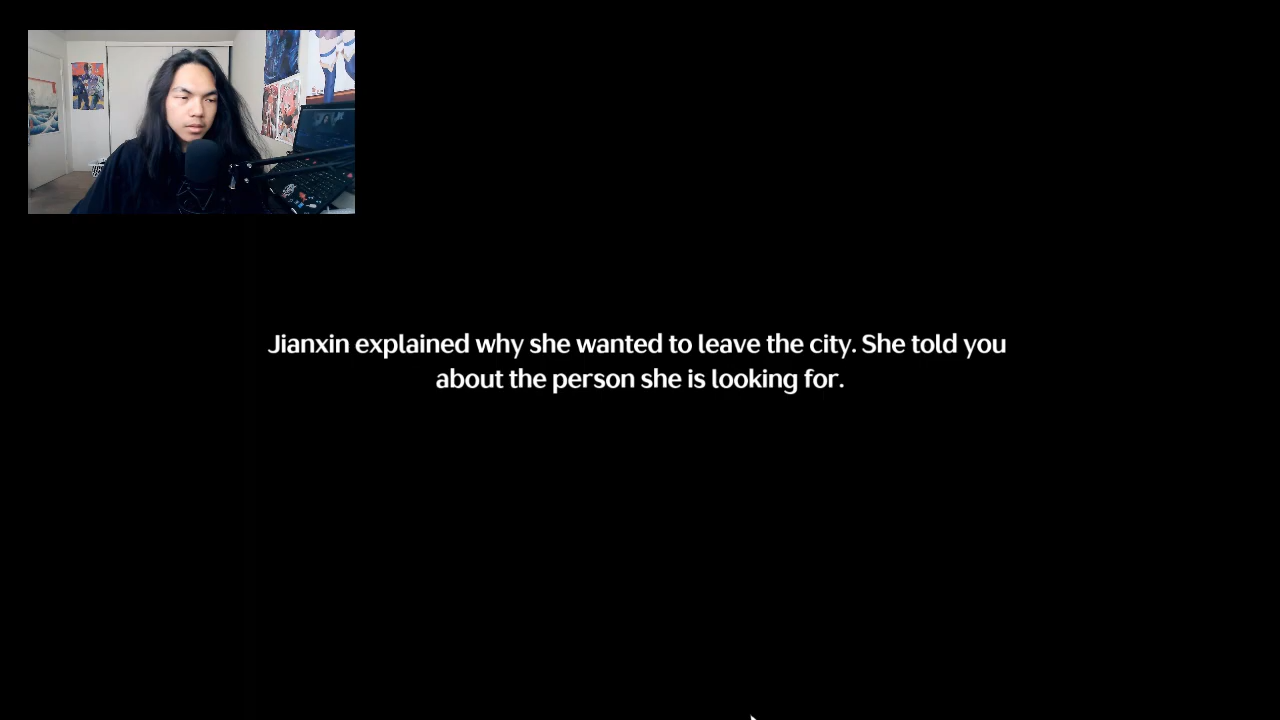 Jianxin explained why she wanted to leave the city. She told you
about the person she is looking for.